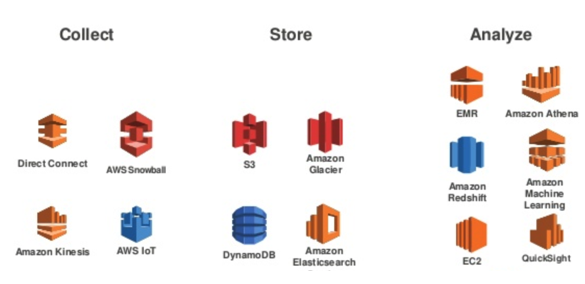 Collect
Store
Analyze
Direct Connect
AWS Snowball
S3
Amazon
Glacier
EMR
Amazon Athena
Amazon
Redshift
Amazon
Machine
Learning
Amazon Kinesis
AWS IoT
DynamoDB
Amazon
Elasticsearch
EC2
QuickSight